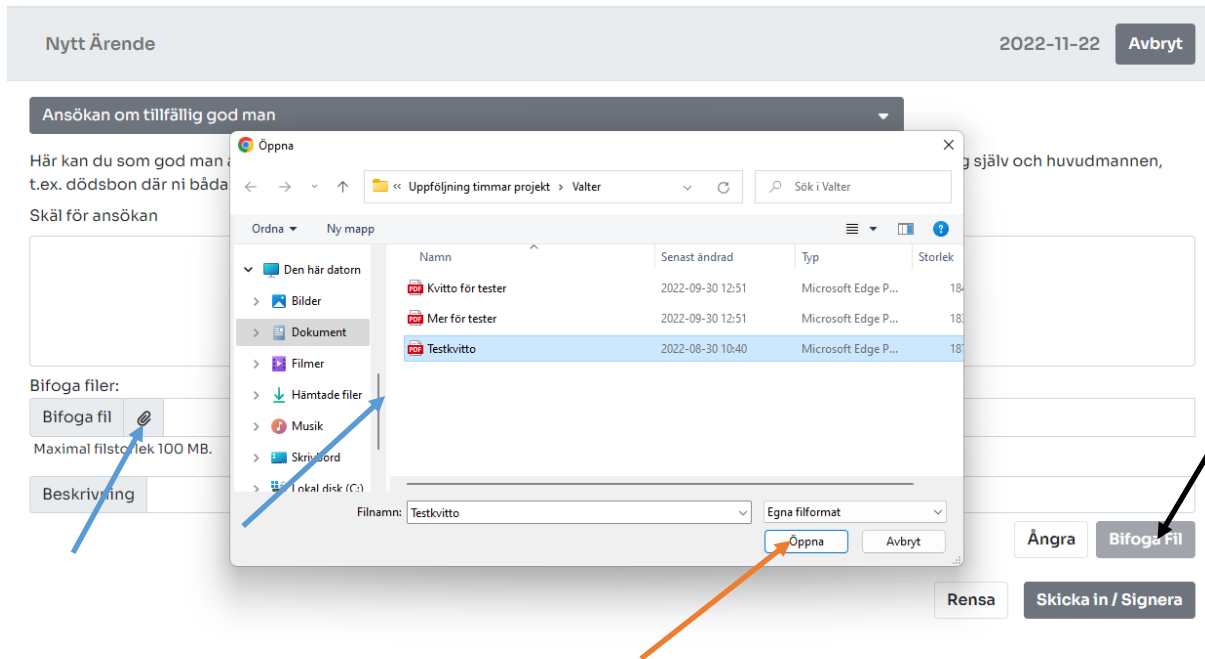 Nytt Ärende
2022-11-22 Avbryt
Ansökan om tillfällig god man
Här kan du som god man
själv och huvudmannen,
t.ex. dödsbon där ni båda
Skäl för ansökan
Öppna
« Uppföljning timmar projekt > Valter
Sök i Valter
Ordna Ny mapp
Namn Senast ändrad Typ Storlek
Kvitto för tester 2022-09-30 12:51 Microsoft Edge P...
Mer för tester 2022-09-30 12:51 Microsoft Edge P...
Testkvitto 2022-08-30 10:40 Microsoft Edge P...
Den här datorn
Bilder
Dokument
Filmer
Hämtade filer
Musik
Skrivbord
Lokal disk (C:)
Filnamn: Testkvitto Egna filformat
Öppna Avbryt
Bifoga filer:
Bifoga fil
Maximal filstorlek 100 MB.
Beskrivning
Ångra Bifoga Fil
Rensa Skicka in / Signera